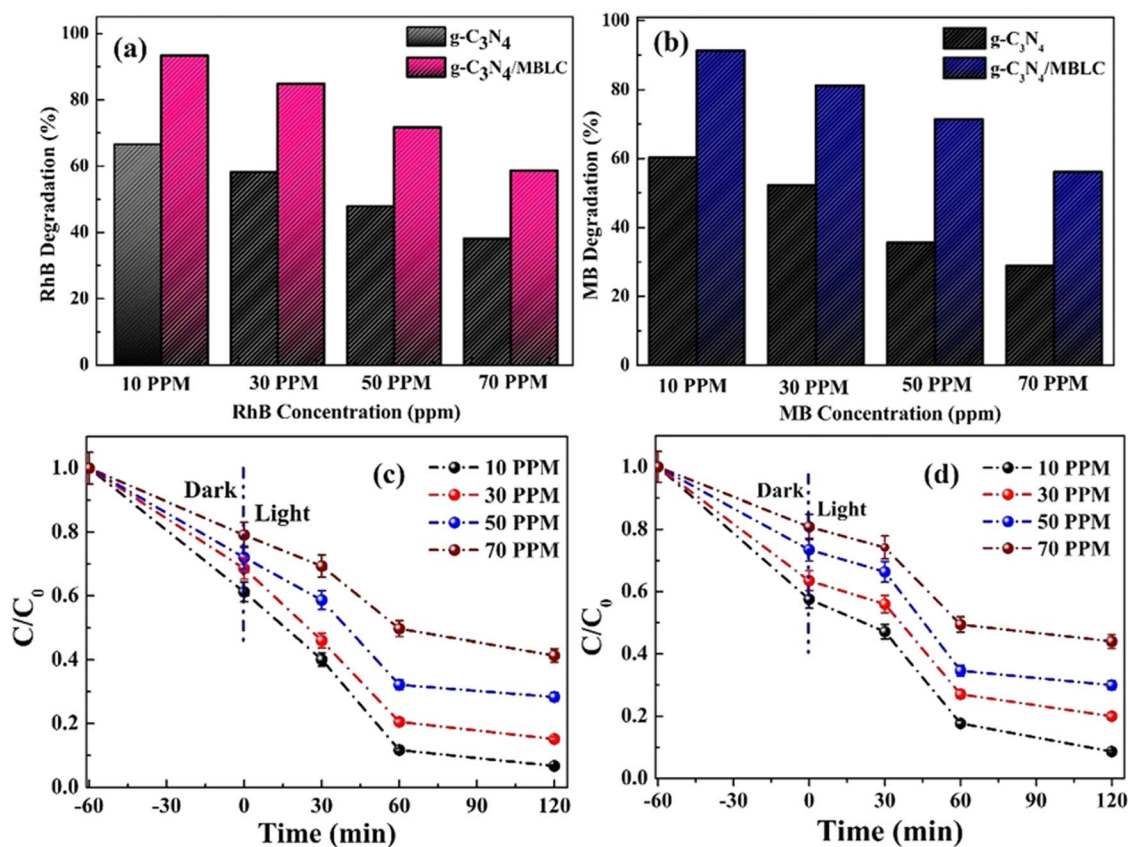 (a)
g-C₃N₄
g-C₃N₄/MBLC
RhB Degradation (%)
100
80
60
40
20
0
10 PPM 30 PPM 50 PPM 70 PPM
RhB Concentration (ppm)
(b)
g-C₃N₄
g-C₃N₄/MBLC
MB Degradation (%)
100
80
60
40
20
0
10 PPM 30 PPM 50 PPM 70 PPM
MB Concentration (ppm)
(c)
10 PPM
30 PPM
50 PPM
70 PPM
Dark
Light
C/C₀
1.0
0.8
0.6
0.4
0.2
0.0
-60 -30 0 30 60 90 120
Time (min)
(d)
10 PPM
30 PPM
50 PPM
70 PPM
Dark
Light
C/C₀
1.0
0.8
0.6
0.4
0.2
0.0
-60 -30 0 30 60 90 120
Time (min)